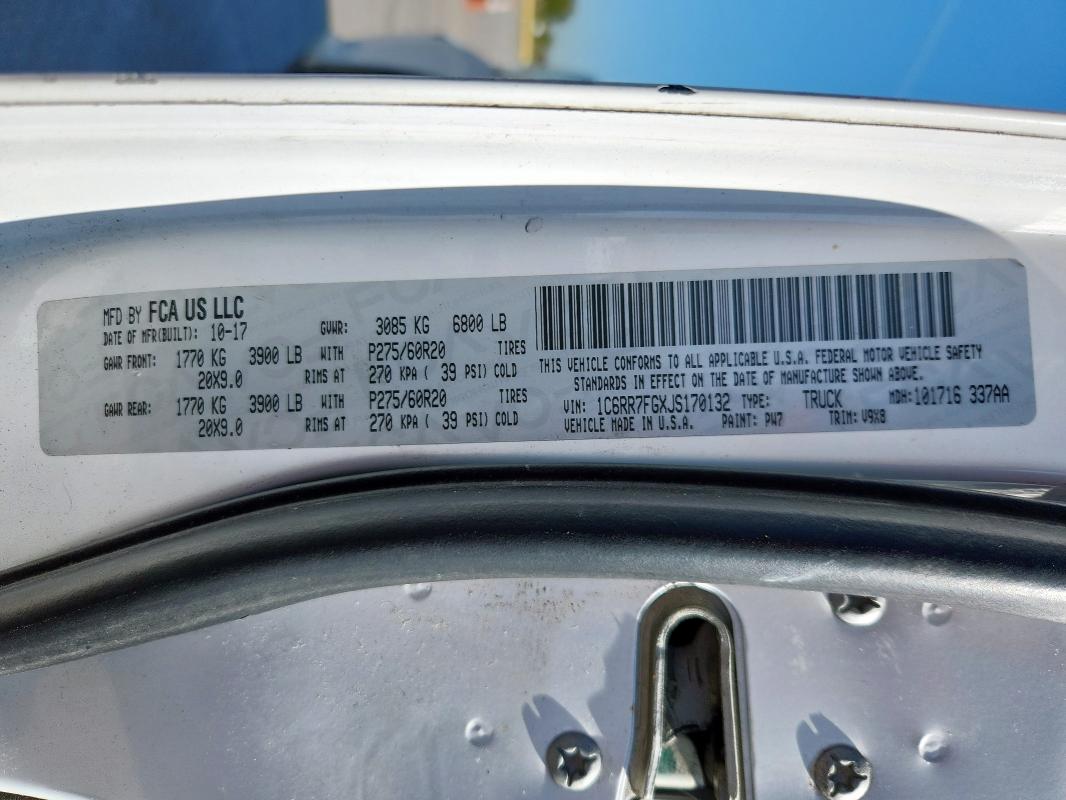 MFD BY FCA US LLC
DATE OF MFR(BUILT): 10-17 GVWR: 3085 KG 6800 LB
GAWR FRONT: 1770 KG 3900 LB WITH P275/60R20 TIRES
20X9.0 RIMS AT 270 KPA ( 39 PSI) COLD
GAWR REAR: 1770 KG 3900 LB WITH P275/60R20 TIRES
20X9.0 RIMS AT 270 KPA ( 39 PSI) COLD
THIS VEHICLE CONFORMS TO ALL APPLICABLE U.S.A. FEDERAL MOTOR VEHICLE SAFETY
STANDARDS IN EFFECT ON THE DATE OF MANUFACTURE SHOWN ABOVE.
VIN: 1C6RR7FGXJS170132 TYPE: TRUCK MDH: 101716 337AA
VEHICLE MADE IN U.S.A. PAINT: PW7 TRIM: V9X8